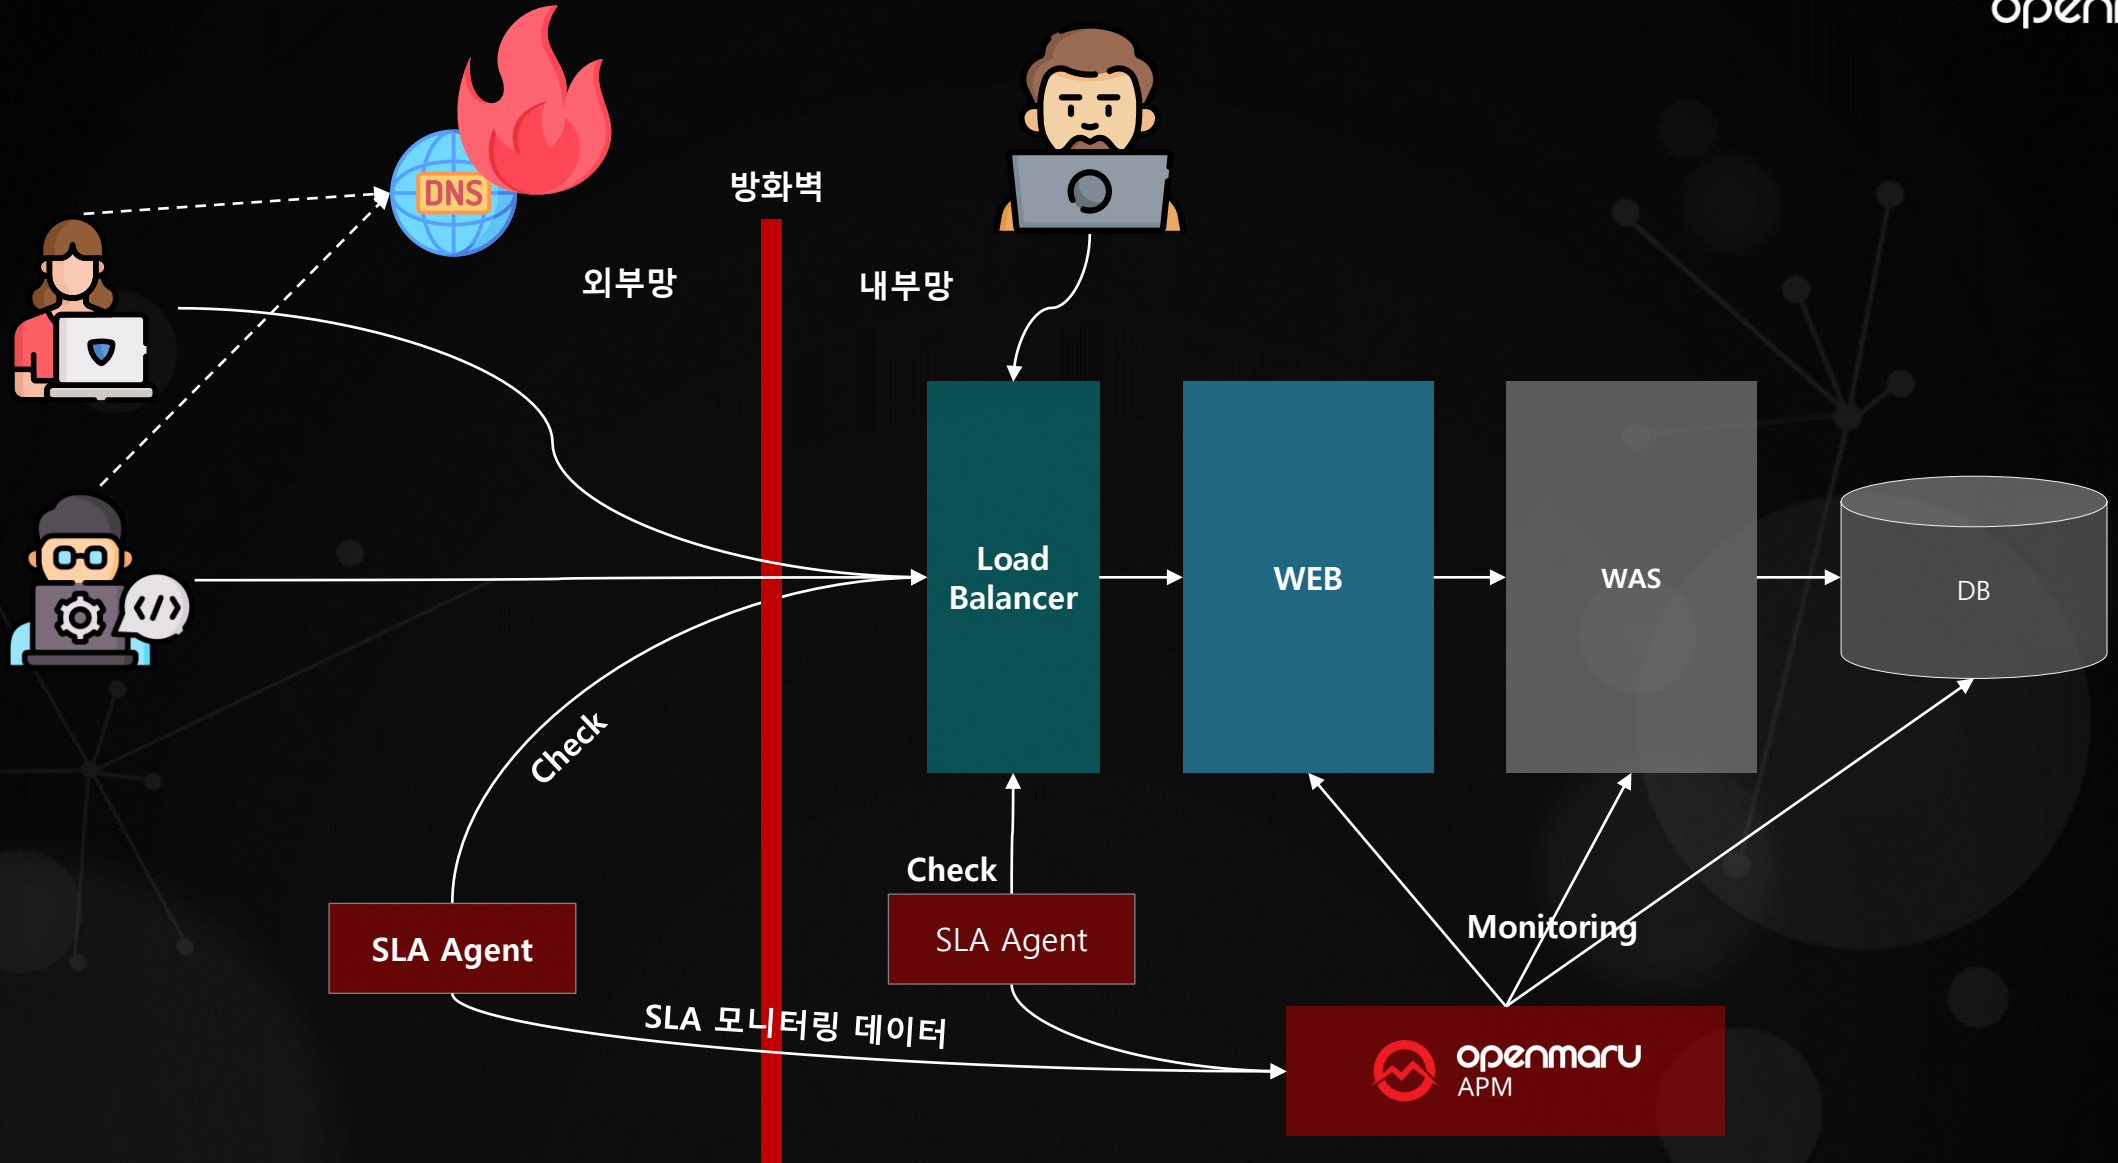 DNS
방화벽
외부망
내부망
Load
Balancer
WEB
WAS
DB
Check
Check
SLA Agent
SLA Agent
Monitoring
SLA 모니터링 데이터
openmaru
APM